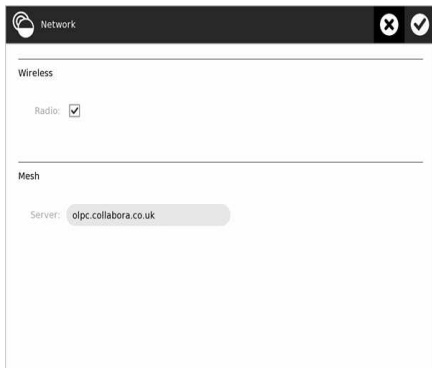 Network
Wireless
Radio:
Mesh
Server: olpc.collabora.co.uk